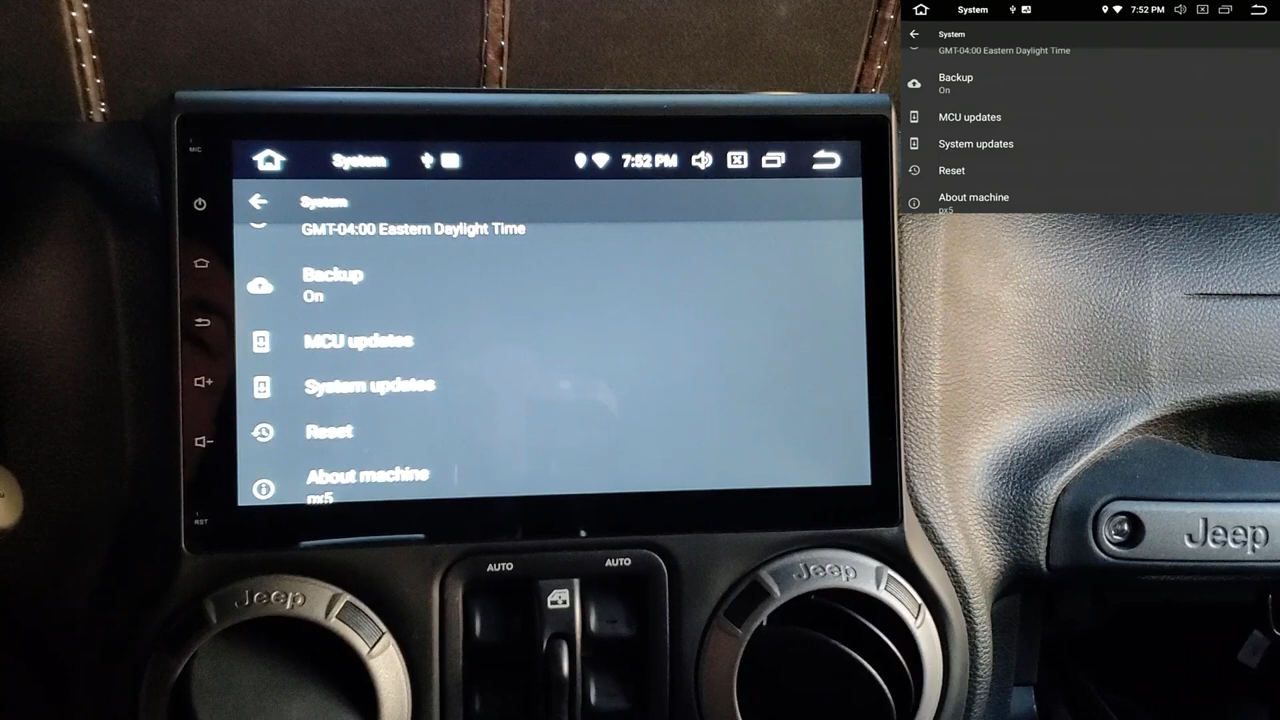 System
7:52 PM
System
GMT-04:00 Eastern Daylight Time
Backup
On
MCU updates
System updates
Reset
About machine
px5
MIC
System
7:52 PM
System
GMT-04:00 Eastern Daylight Time
Backup
On
MCU updates
System updates
Reset
About machine
px5
RST
AUTO
AUTO
Jeep
Jeep
Jeep